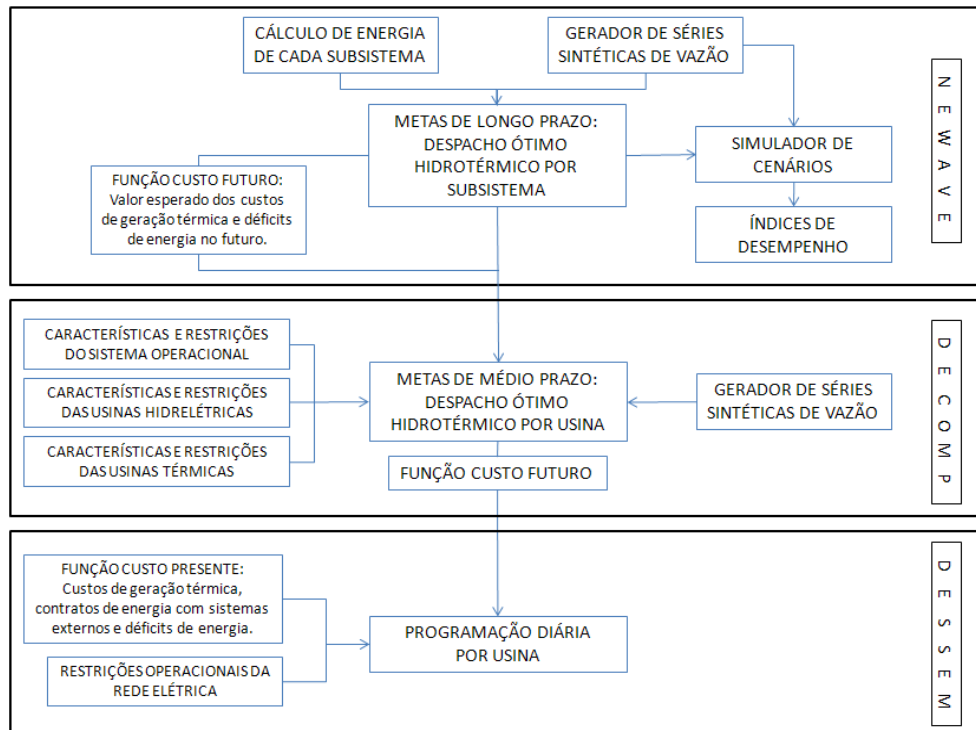 CÁLCULO DE ENERGIA
DE CADA SUBSISTEMA
GERADOR DE SÉRIES
SINTÉTICAS DE VAZÃO
METAS DE LONGO PRAZO:
DESPACHO ÓTIMO
HIDROTÉRMICO POR
SUBSISTEMA
SIMULADOR DE
CENÁRIOS
FUNÇÃO CUSTO FUTURO:
Valor esperado dos custos
de geração térmica e déficits
de energia no futuro.
ÍNDICES DE
DESEMPENHO
NEWAVE
CARACTERÍSTICAS E RESTRIÇÕES
DO SISTEMA OPERACIONAL
CARACTERÍSTICAS E RESTRIÇÕES
DAS USINAS HIDRELÉTRICAS
CARACTERÍSTICAS E RESTRIÇÕES
DAS USINAS TÉRMICAS
METAS DE MÉDIO PRAZO:
DESPACHO ÓTIMO
HIDROTÉRMICO POR USINA
FUNÇÃO CUSTO FUTURO
GERADOR DE SÉRIES
SINTÉTICAS DE VAZÃO
DECOMP
FUNÇÃO CUSTO PRESENTE:
Custos de geração térmica,
contratos de energia com sistemas
externos e déficits de energia.
RESTRIÇÕES OPERACIONAIS DA
REDE ELÉTRICA
PROGRAMAÇÃO DIÁRIA
POR USINA
DESSEM